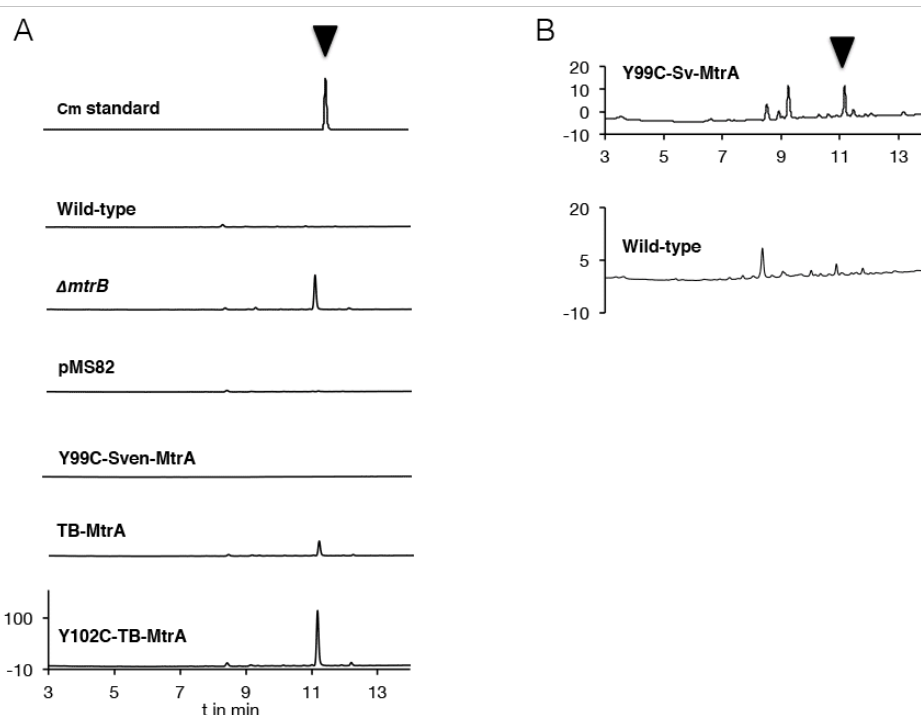 A
Cm standard
Wild-type
ΔmtrB
pMS82
Y99C-Sven-MtrA
TB-MtrA
100
Y102C-TB-MtrA
-10
3 5 7 9 11 13
t in min
B
Y99C-Sv-MtrA
20
10
0
-10
3 5 7 9 11 13
20
Wild-type
5
-10